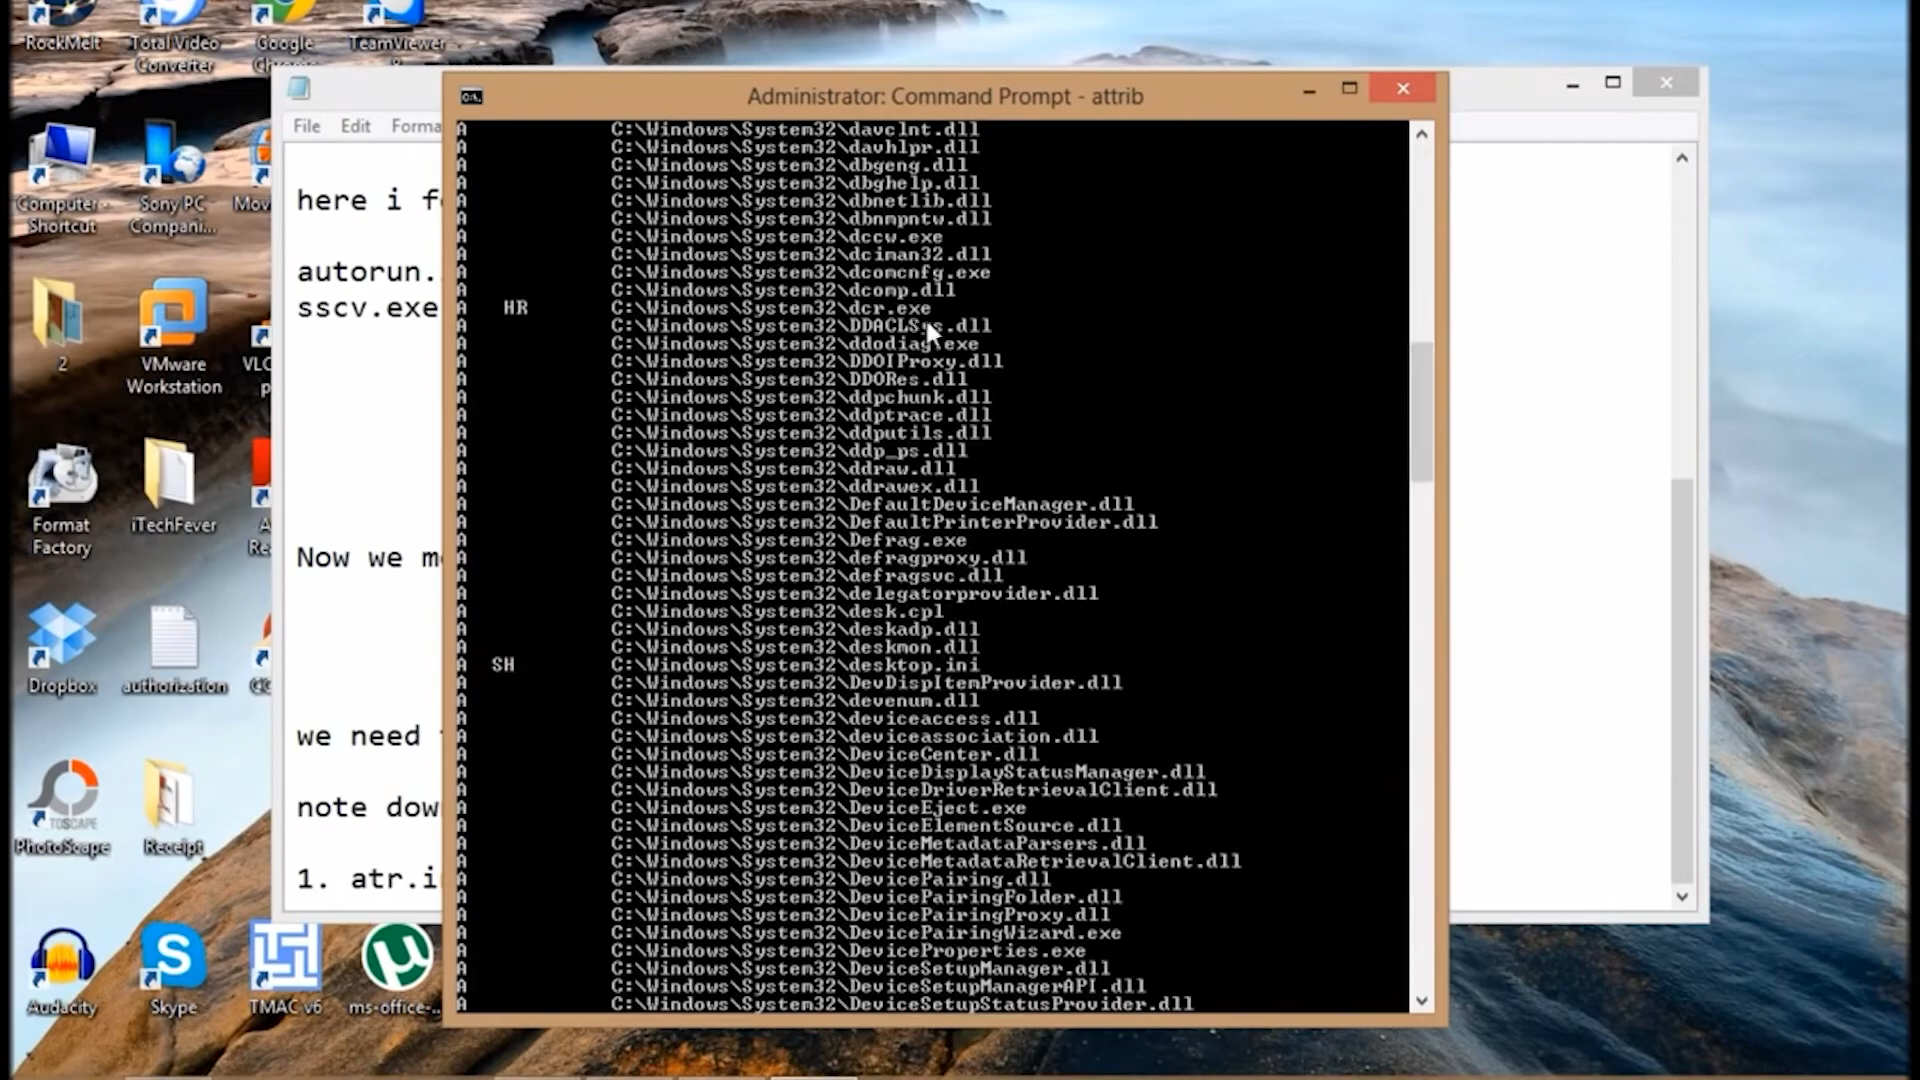 RockMelt
Total Video
Converter
Google
TeamViewer
Administrator: Command Prompt - attrib
File Edit Forma
Computer -
Shortcut
Sony PC
Compani...
Mov
2
VMware
Workstation
VLC
p
Format
Factory
iTechFever
A
Re
Dropbox
authorization
PhotoScape
Receipt
Audacity
Skype
TMAC v6
ms-office-...
here i f
autorun.
sscv.exe
Now we m
we need
note dow
1. atr.i
A C:\Windows\System32\davclnt.dll
A C:\Windows\System32\davhlpr.dll
A C:\Windows\System32\dbgeng.dll
A C:\Windows\System32\dbghelp.dll
A C:\Windows\System32\dbnetlib.dll
A C:\Windows\System32\dbnmpntw.dll
A C:\Windows\System32\dccw.exe
A C:\Windows\System32\dciman32.dll
A C:\Windows\System32\dcomcnfg.exe
A C:\Windows\System32\dcomp.dll
A HR C:\Windows\System32\dcr.exe
A C:\Windows\System32\DDACLSys.dll
A C:\Windows\System32\ddodiag.exe
A C:\Windows\System32\DDOIProxy.dll
A C:\Windows\System32\DDORes.dll
A C:\Windows\System32\ddpchunk.dll
A C:\Windows\System32\ddptrace.dll
A C:\Windows\System32\ddputils.dll
A C:\Windows\System32\ddp_ps.dll
A C:\Windows\System32\ddraw.dll
A C:\Windows\System32\ddrawex.dll
A C:\Windows\System32\DefaultDeviceManager.dll
A C:\Windows\System32\DefaultPrinterProvider.dll
A C:\Windows\System32\Defrag.exe
A C:\Windows\System32\defragproxy.dll
A C:\Windows\System32\defragsvc.dll
A C:\Windows\System32\delegatorprovider.dll
A C:\Windows\System32\desk.cpl
A C:\Windows\System32\deskadp.dll
A C:\Windows\System32\deskmon.dll
A SH C:\Windows\System32\desktop.ini
A C:\Windows\System32\DevDispItemProvider.dll
A C:\Windows\System32\devenum.dll
A C:\Windows\System32\deviceaccess.dll
A C:\Windows\System32\deviceassociation.dll
A C:\Windows\System32\DeviceCenter.dll
A C:\Windows\System32\DeviceDisplayStatusManager.dll
A C:\Windows\System32\DeviceDriverRetrievalClient.dll
A C:\Windows\System32\DeviceEject.exe
A C:\Windows\System32\DeviceElementSource.dll
A C:\Windows\System32\DeviceMetadataParsers.dll
A C:\Windows\System32\DeviceMetadataRetrievalClient.dll
A C:\Windows\System32\DevicePairing.dll
A C:\Windows\System32\DevicePairingFolder.dll
A C:\Windows\System32\DevicePairingProxy.dll
A C:\Windows\System32\DevicePairingWizard.exe
A C:\Windows\System32\DeviceProperties.exe
A C:\Windows\System32\DeviceSetupManager.dll
A C:\Windows\System32\DeviceSetupManagerAPI.dll
A C:\Windows\System32\DeviceSetupStatusProvider.dll